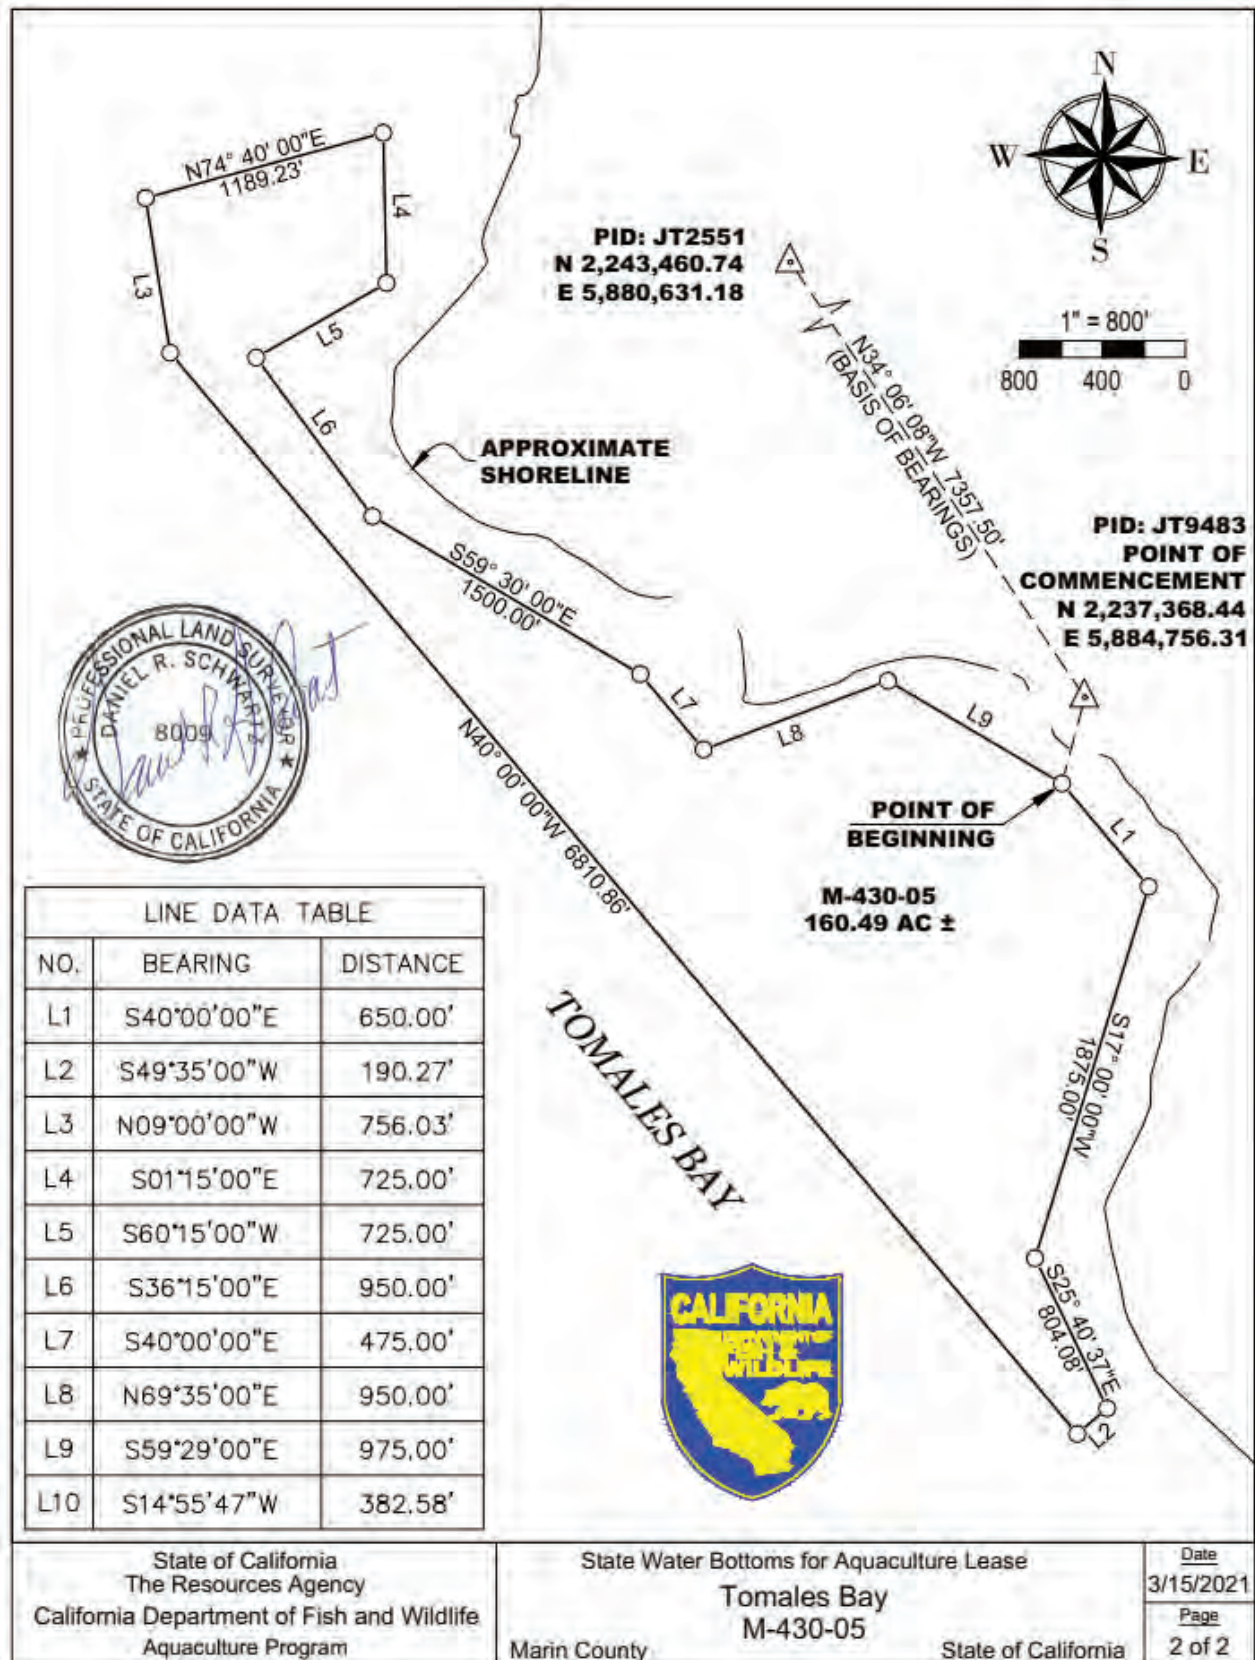 N74° 40' 00"E
1189.23'
L3
L4
L5
L6
N
W
E
S
PID: JT2551
N 2,243,460.74
E 5,880,631.18
1" = 800'
800 400 0
N34° 06' 08"W 7357.50'
(BASIS OF BEARINGS)
APPROXIMATE
SHORELINE
PID: JT9483
POINT OF
COMMENCEMENT
N 2,237,368.44
E 5,884,756.31
S59° 30' 00"E
1500.00'
L7
L8
L9
POINT OF
BEGINNING
L1
M-430-05
160.49 AC ±
PROFESSIONAL LAND SURVEYOR
DANIEL R. SCHWARTZ
8009
★ STATE OF CALIFORNIA ★
N40° 00' 00"W 6810.86'
S17° 00' 00"W
1875.00'
S25° 40' 37"E
804.08'
L2
TOMALES BAY
CALIFORNIA
DEPARTMENT OF
FISH &
WILDLIFE
LINE DATA TABLE
NO. BEARING DISTANCE
L1 S40°00'00"E 650.00'
L2 S49°35'00"W 190.27'
L3 N09°00'00"W 756.03'
L4 S01°15'00"E 725.00'
L5 S60°15'00"W 725.00'
L6 S36°15'00"E 950.00'
L7 S40°00'00"E 475.00'
L8 N69°35'00"E 950.00'
L9 S59°29'00"E 975.00'
L10 S14°55'47"W 382.58'
State of California
The Resources Agency
California Department of Fish and Wildlife
Aquaculture Program
State Water Bottoms for Aquaculture Lease
Tomales Bay
M-430-05
Marin County State of California
Date
3/15/2021
Page
2 of 2